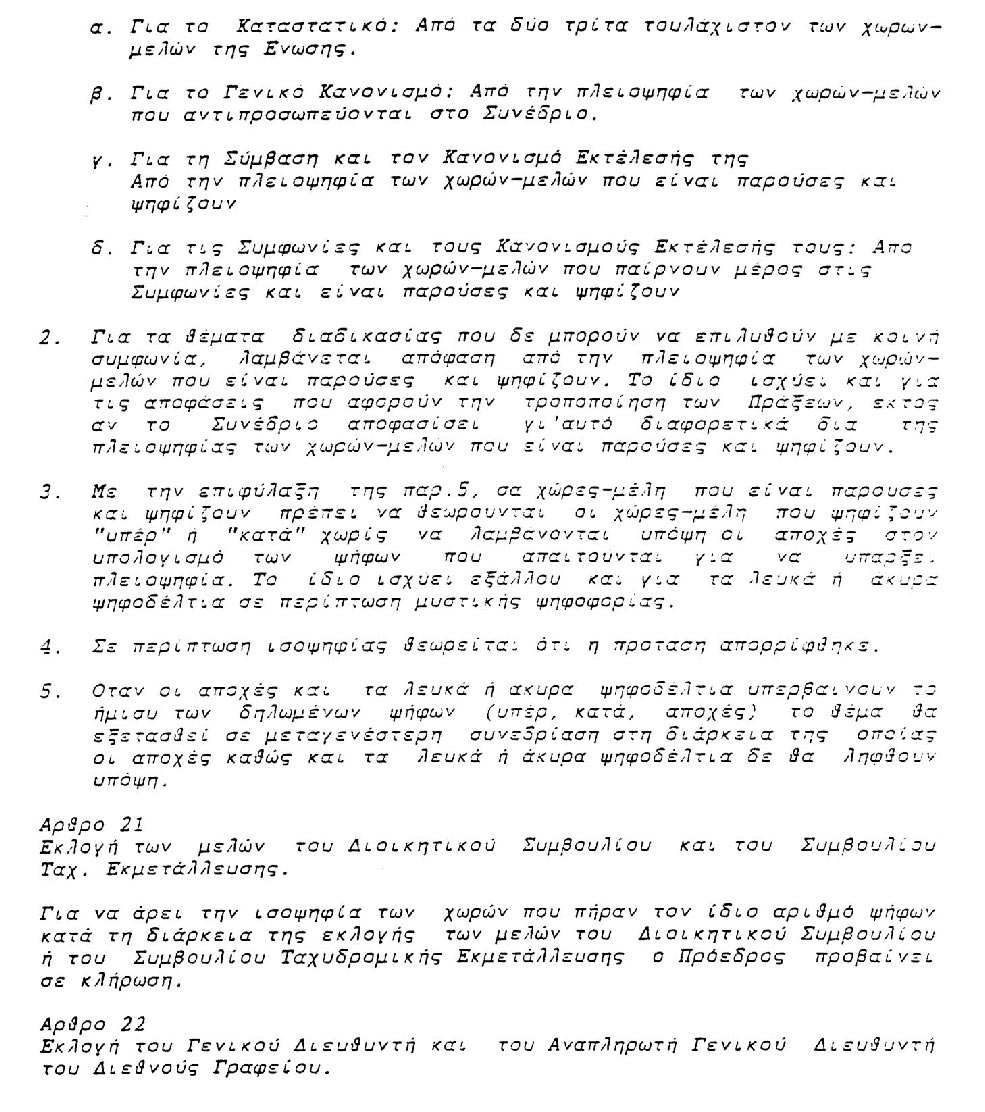 α. Για το Καταστατικό: Από τα δύο τρίτα τουλαχιστον των χωρών-
μελών της Ενωσης.
β. Για το Γενικό Κανονισμό: Από την πλειοψηφία των χωρών-μελών
που αντιπροσωπεύονται στο Συνέδριο.
γ. Για τη Σύμβαση και τον Κανονισμό Εκτέλεσής της
Από την πλειοψηφία των χωρών-μελών που είναι παρούσες και
ψηφίζουν
δ. Για τις Συμφωνίες και τους Κανονισμούς Εκτέλεσής τους: Απο
την πλειοψηφία των χωρών-μελών που παίρνουν μέρος στις
Συμφωνίες και είναι παρούσες και ψηφίζουν
2. Για τα θέματα διαδικασίας που δε μπορούν να επιλυθούν με κοινή
συμφωνία, λαμβάνεται απόφαση από την πλειοψηφία των χωρών-
μελών που είναι παρούσες και ψηφίζουν. Το ίδιο ισχύει και για
τις αποφάσεις που αφορούν την τροποποίηση των Πράξεων, εκτος
αν το Συνέδριο αποφασίσει γι'αυτό διαφορετικά δια της
πλειοψηφίας των χωρών-μελών που είναι παρούσες και ψηφίζουν.
3. Με την επιφύλαξη της παρ.5, σα χώρες-μέλη που είναι παρουσες
και ψηφίζουν πρέπει να θεωρουνται οι χώρες-μέλη που ψηφίζουν
"υπέρ" ή "κατά" χωρίς να λαμβανονται υπόψη οι αποχές στον
υπολογισμό των ψήφων που απαιτουνται για να υπαρξει
πλειοψηφία. Το ίδιο ισχυει εξάλλου και για τα λευκά ή ακυρα
ψηφοδέλτια σε περίπτωση μυστικής ψηφοφορίας.
4. Σε περίπτωση ισοψηφίας θεωρείται ότι η προταση απορρίφθηκε.
5. Οταν οι αποχές και τα λευκά ή ακυρα ψηφοδελτια υπερβαινουν το
ήμισυ των δηλωμένων ψήφων (υπέρ, κατά, αποχές) το θέμα θα
εξετασθεί σε μεταγενέστερη συνεδρίαση στη διάρκεια της οποίας
οι αποχές καθώς και τα λευκά ή άκυρα ψηφοδέλτια δε θα ληφθουν
υπόψη.
Αρθρο 21
Εκλογή των μελών του Διοικητικού Συμβουλίου και του Συμβουλίου
Ταχ. Εκμετάλλευσης.
Για να άρει την ισοψηφία των χωρών που πήραν τον ίδιο αριθμό ψήφων
κατά τη διάρκεια της εκλογής των μελών του Διοικητικού Συμβουλίου
ή του Συμβουλίου Ταχυδρομικής Εκμετάλλευσης ο Πρόεδρος προβαίνει
σε κλήρωση.
Αρθρο 22
Εκλογή του Γενικού Διευθυντή και του Αναπληρωτή Γενικού Διευθυντή
του Διεθνούς Γραφείου.